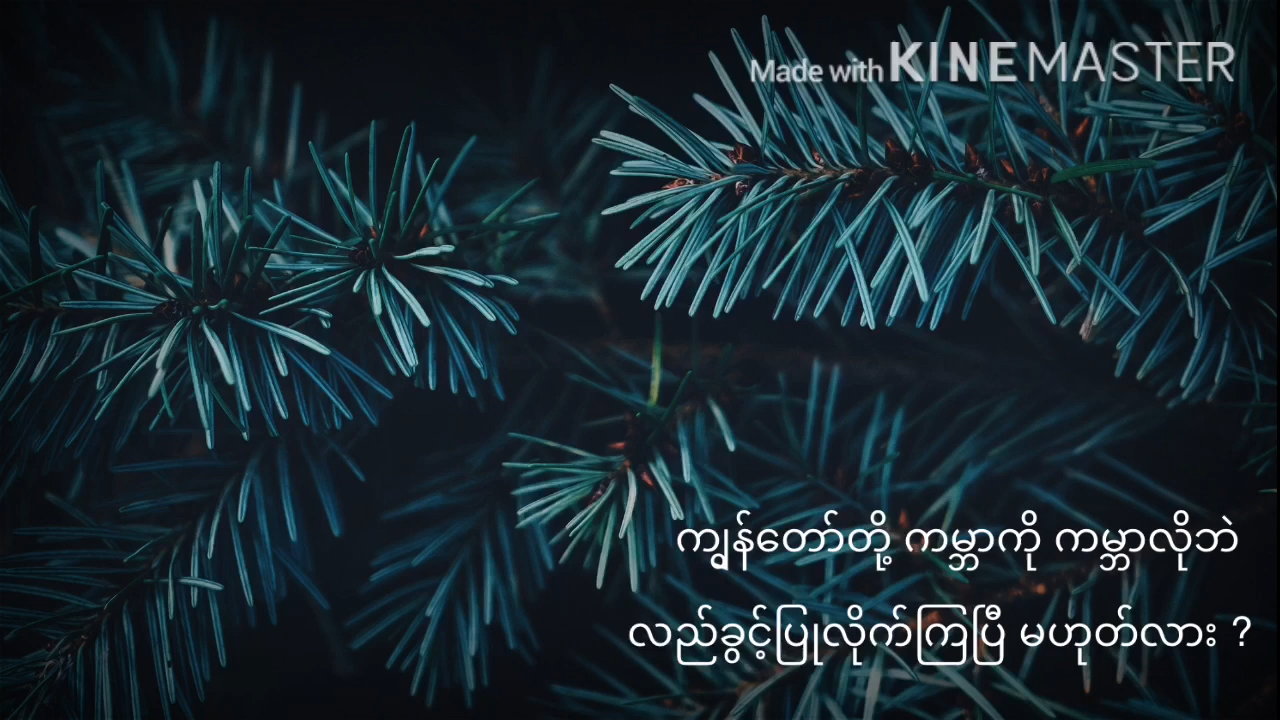 Made with KINEMASTER
ကျွန်တော်တို့ ကမ္ဘာကို ကမ္ဘာလိုဘဲ
လည်ခွင့်ပြုလိုက်ကြပြီ မဟုတ်လား ?